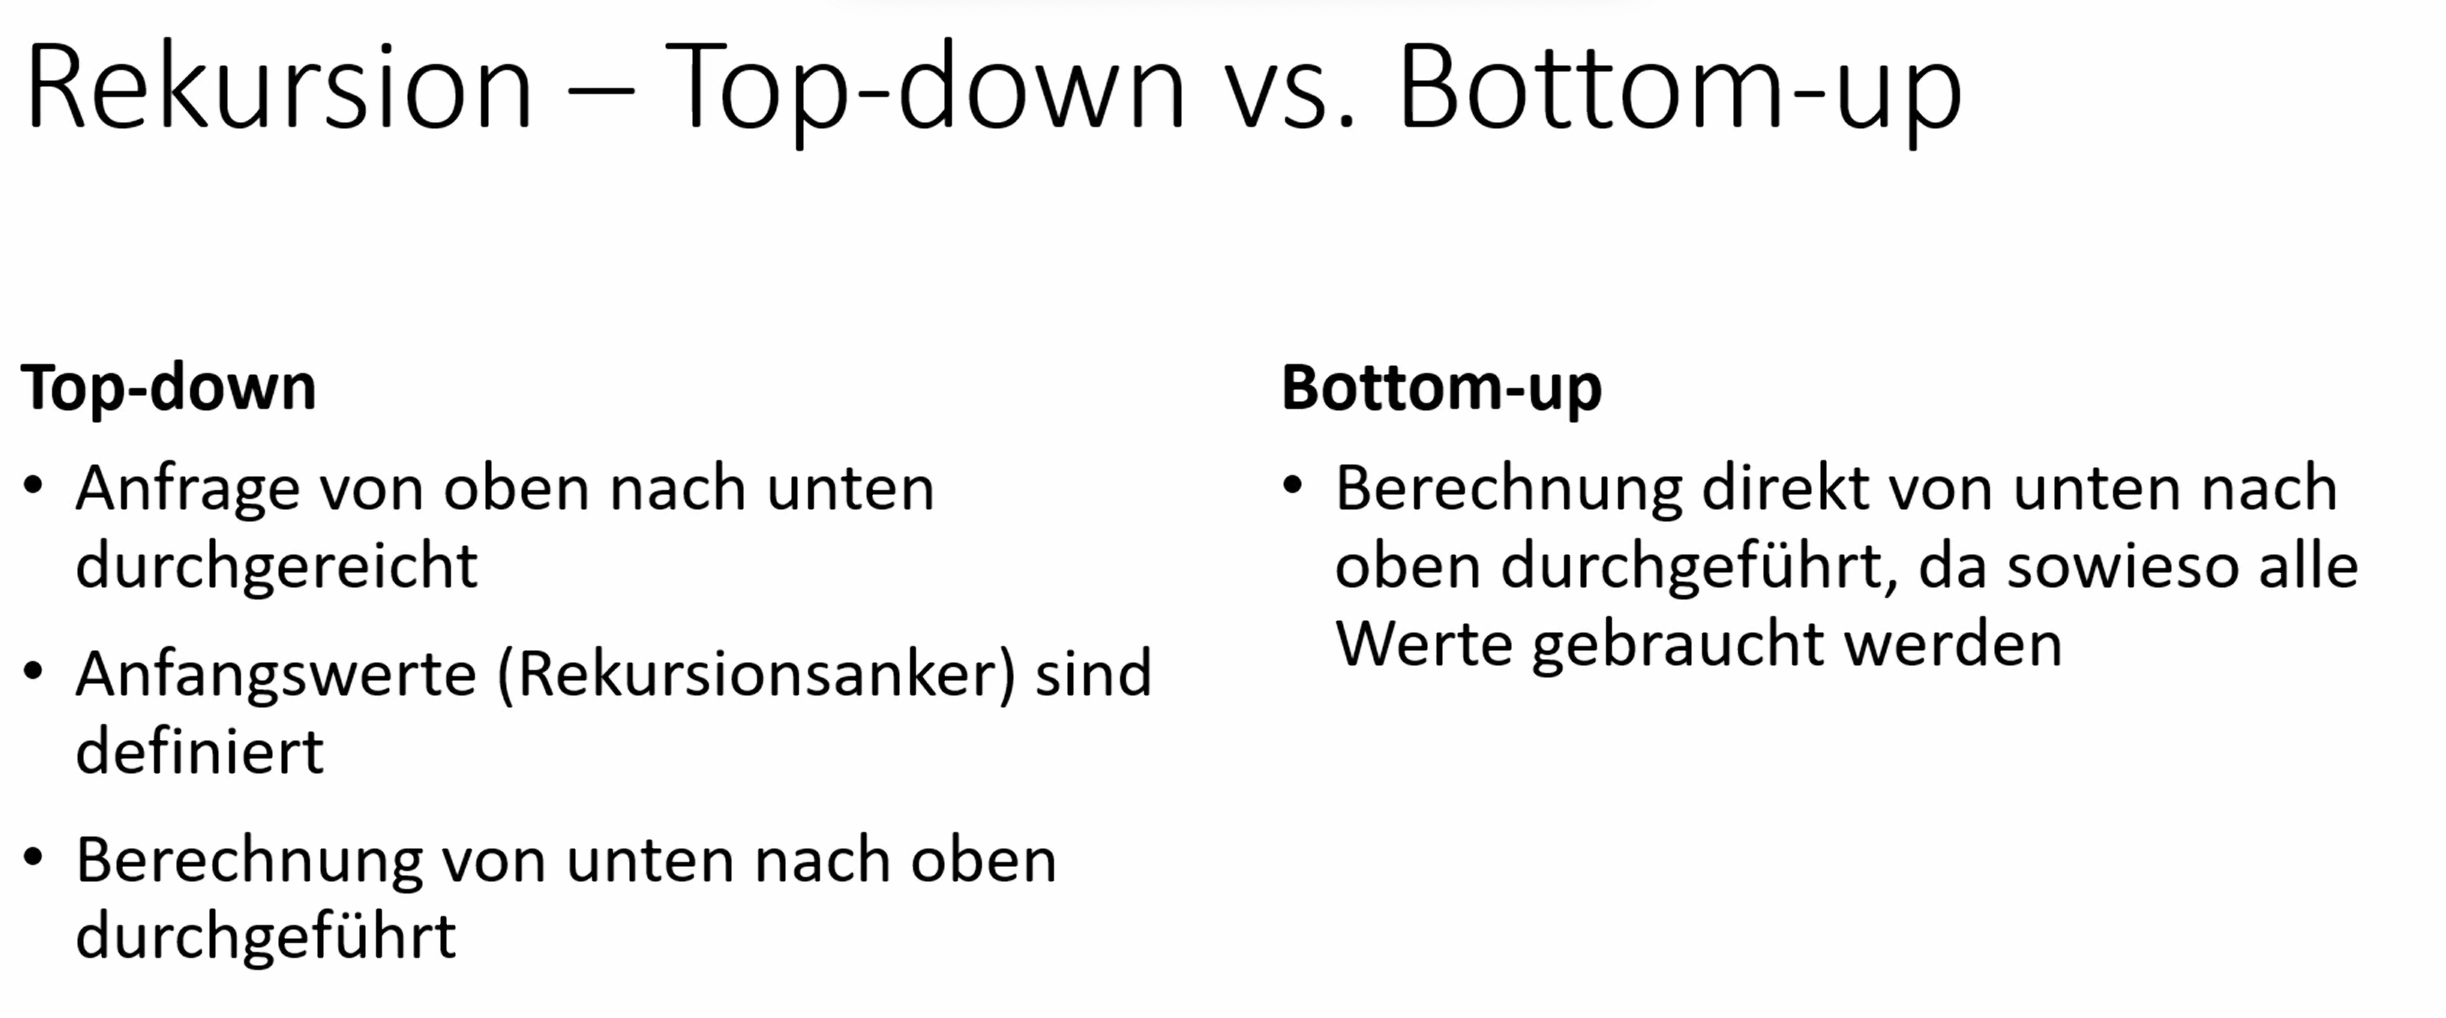 Rekursion – Top-down vs. Bottom-up
Top-down
• Anfrage von oben nach unten
durchgereicht
• Anfangswerte (Rekursionsanker) sind
definiert
• Berechnung von unten nach oben
durchgeführt
Bottom-up
• Berechnung direkt von unten nach
oben durchgeführt, da sowieso alle
Werte gebraucht werden